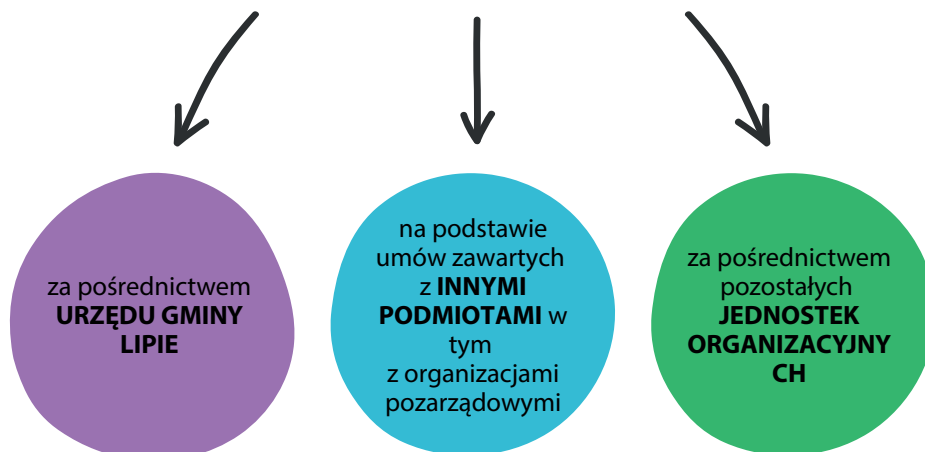 za pośrednictwem
URZĘDU GMINY
LIPIE
na podstawie
umów zawartych
z INNYMI
PODMIOTAMI w
tym
z organizacjami
pozarządowymi
za pośrednictwem
pozostałych
JEDNOSTEK
ORGANIZACYJNY
CH